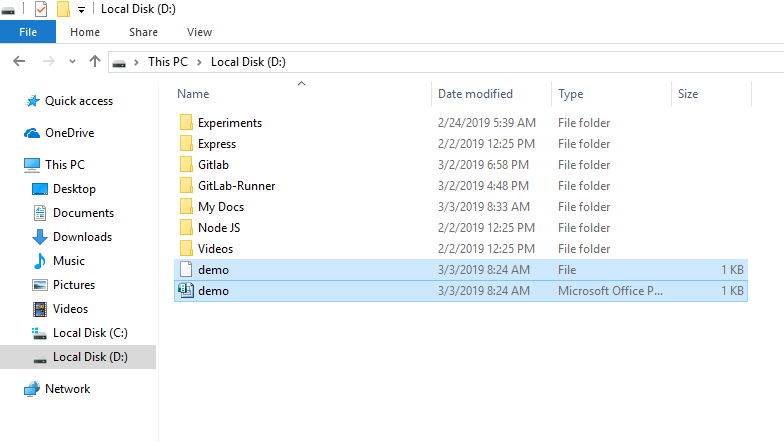 Local Disk (D:)
File Home Share View
This PC Local Disk (D:)
Name Date modified Type Size
Quick access
OneDrive
This PC
Desktop
Documents
Downloads
Music
Pictures
Videos
Local Disk (C:)
Local Disk (D:)
Network
Experiments 2/24/2019 5:39 AM File folder
Express 2/2/2019 12:25 PM File folder
Gitlab 3/2/2019 6:58 PM File folder
GitLab-Runner 3/2/2019 4:48 PM File folder
My Docs 3/3/2019 8:33 AM File folder
Node JS 2/2/2019 12:25 PM File folder
Videos 2/2/2019 12:25 PM File folder
demo 3/3/2019 8:24 AM File 1 KB
demo 3/3/2019 8:24 AM Microsoft Office P... 1 KB